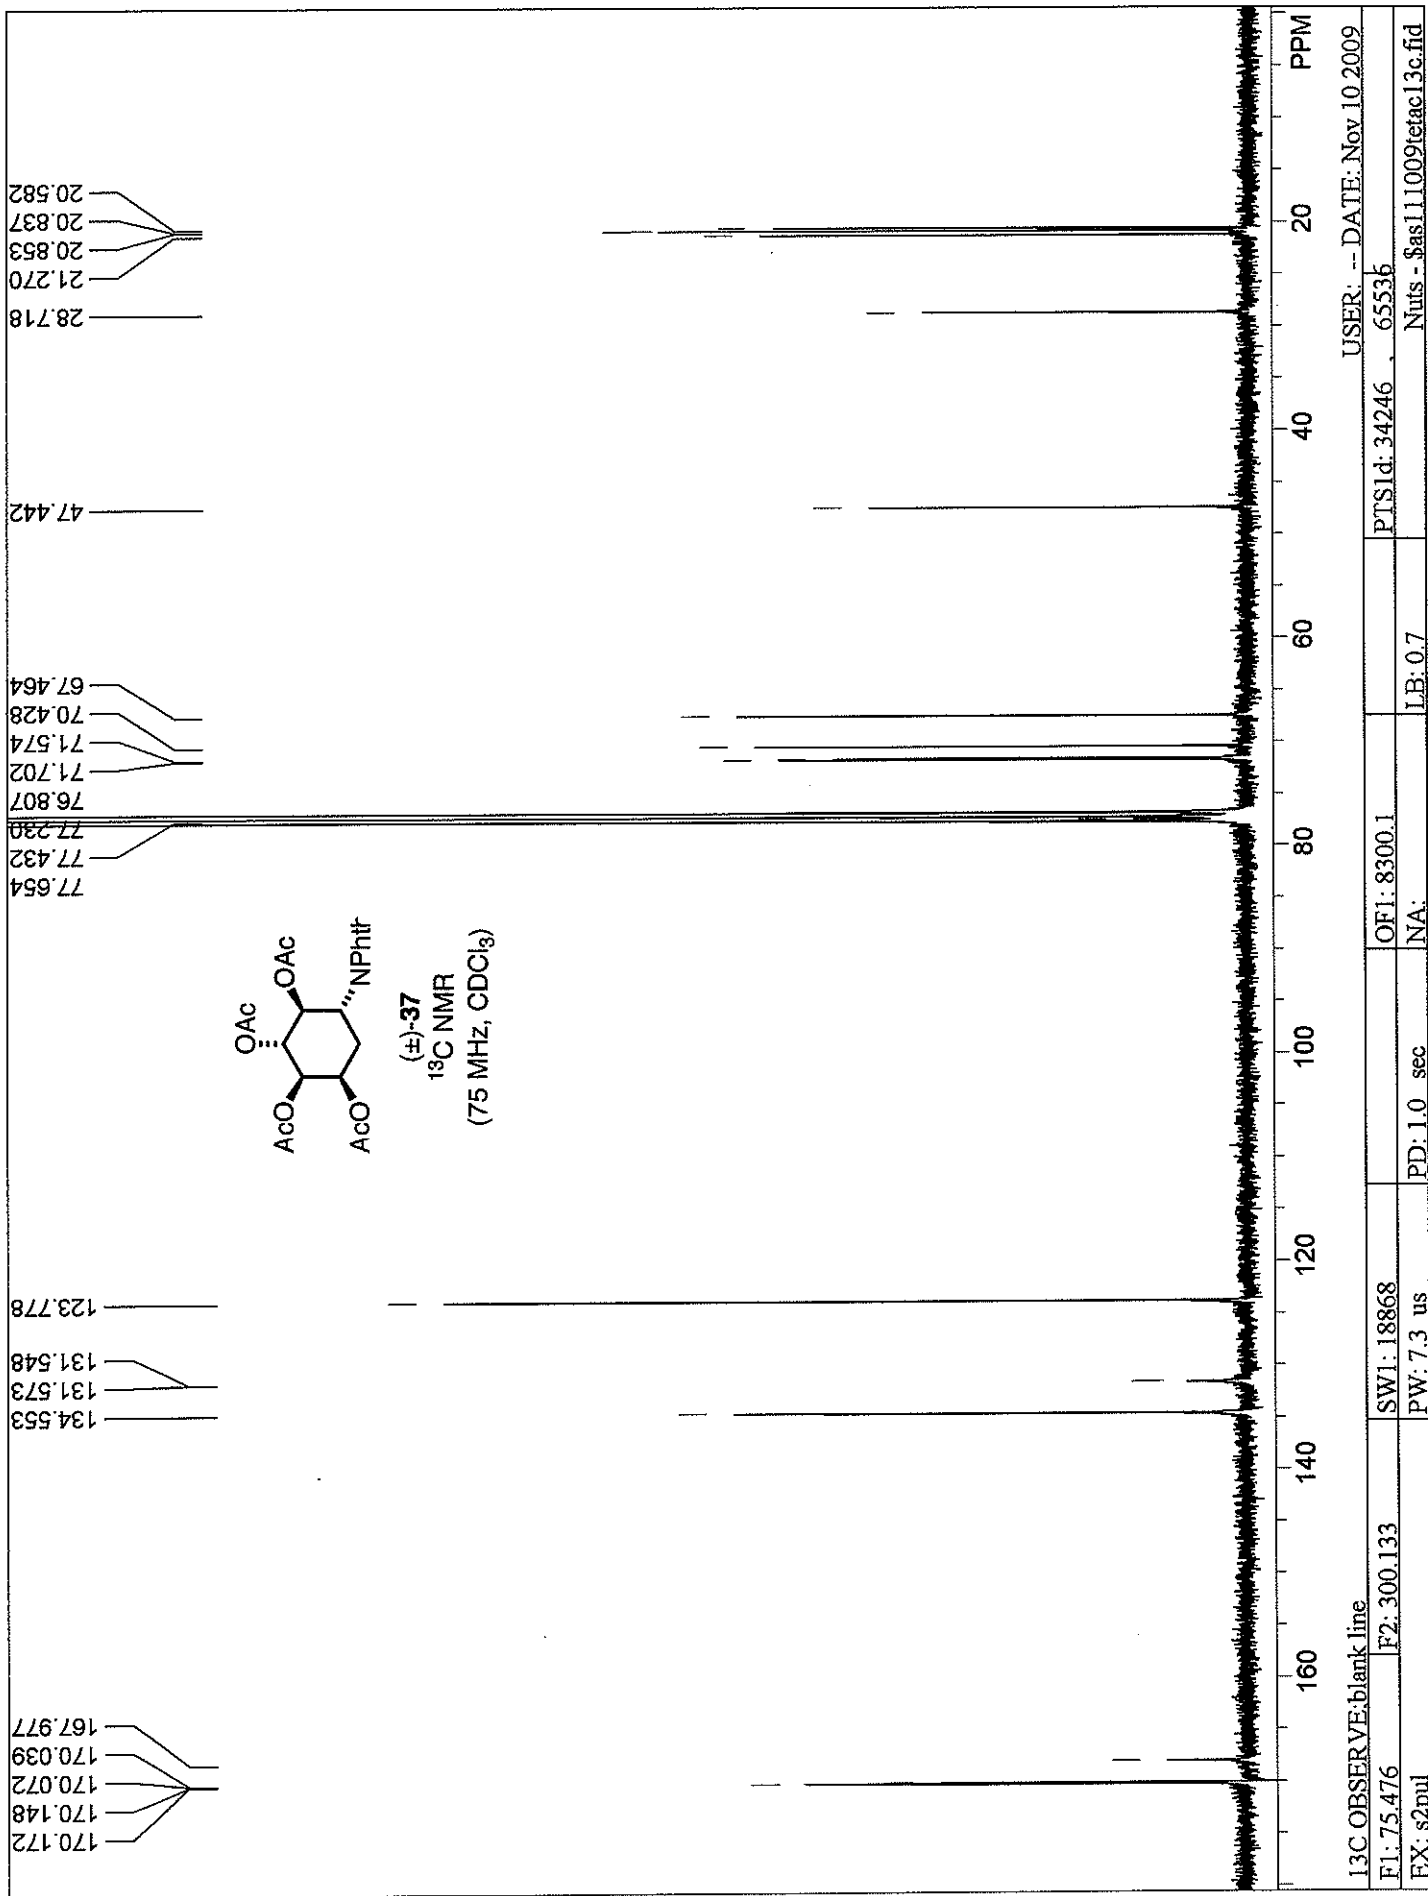 170.172
170.148
170.072
170.039
167.977
134.553
131.573
131.548
123.778
77.654
77.432
77.230
76.807
71.702
71.574
70.428
67.464
47.442
28.718
21.270
20.853
20.837
20.582
OAc
AcO
OAc
AcO
NPhth
(±)-37
13C NMR
(75 MHz, CDCl3)
160
140
120
100
80
60
40
20
PPM
13C OBSERVE:blank line
USER: -- DATE: Nov 10 2009
F1: 75.476
F2: 300.133
SW1: 18868
OF1: 8300.1
PTS1d: 34246 , 65536
EX: s2pul
PW: 7.3 us
PD: 1.0 sec
NA:
LB: 0.7
Nuts - $as111009tetac13c.fid